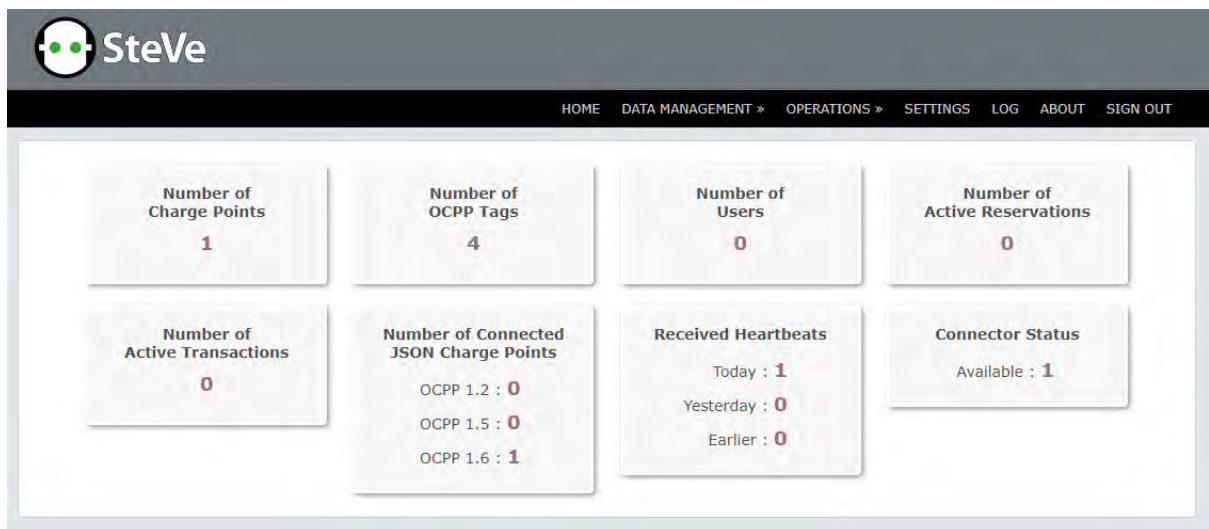 SteVe
HOME DATA MANAGEMENT » OPERATIONS » SETTINGS LOG ABOUT SIGN OUT
Number of
Charge Points
1
Number of
OCPP Tags
4
Number of
Users
0
Number of
Active Reservations
0
Number of
Active Transactions
0
Number of Connected
JSON Charge Points
OCPP 1.2 : 0
OCPP 1.5 : 0
OCPP 1.6 : 1
Received Heartbeats
Today : 1
Yesterday : 0
Earlier : 0
Connector Status
Available : 1